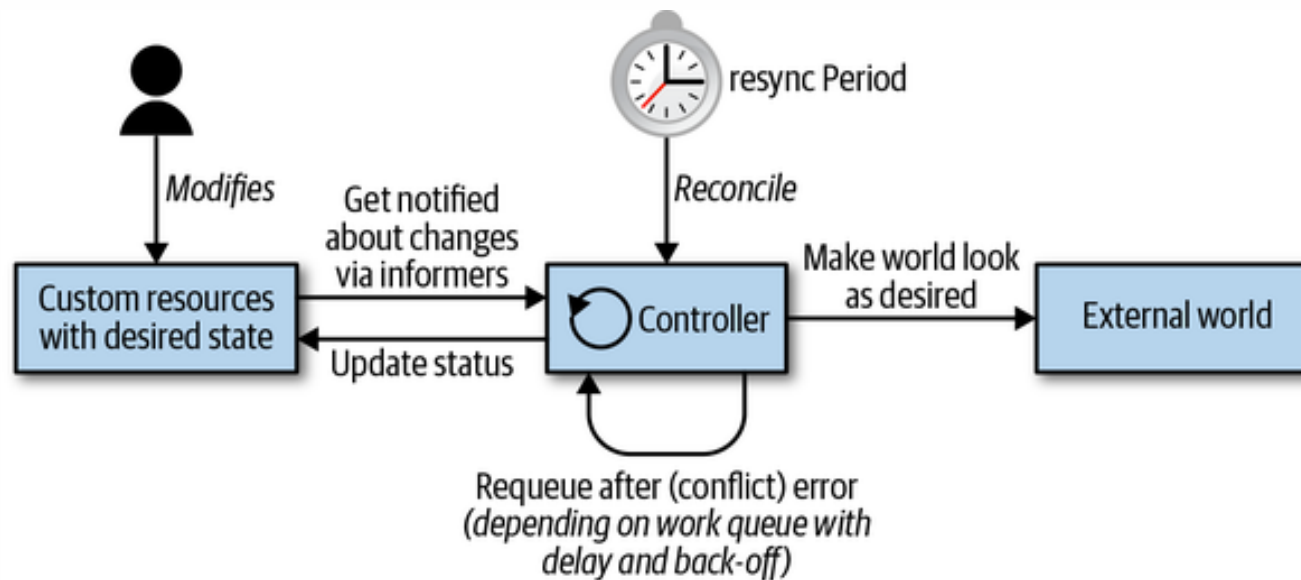 resync Period
Modifies
Reconcile
Get notified
about changes
via informers
Make world look
as desired
Custom resources
with desired state
Controller
External world
Update status
Requeue after (conflict) error
(depending on work queue with
delay and back-off)